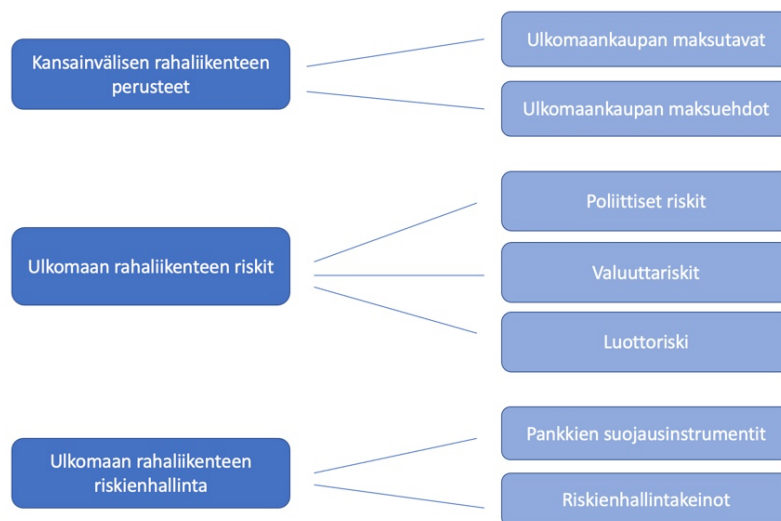 Kansainvälisen rahaliikenteen
perusteet
Ulkomaankaupan maksutavat
Ulkomaankaupan maksuehdot
Ulkomaan rahaliikenteen riskit
Poliittiset riskit
Valuuttariskit
Luottoriski
Ulkomaan rahaliikenteen
riskienhallinta
Pankkien suojausinstrumentit
Riskienhallintakeinot